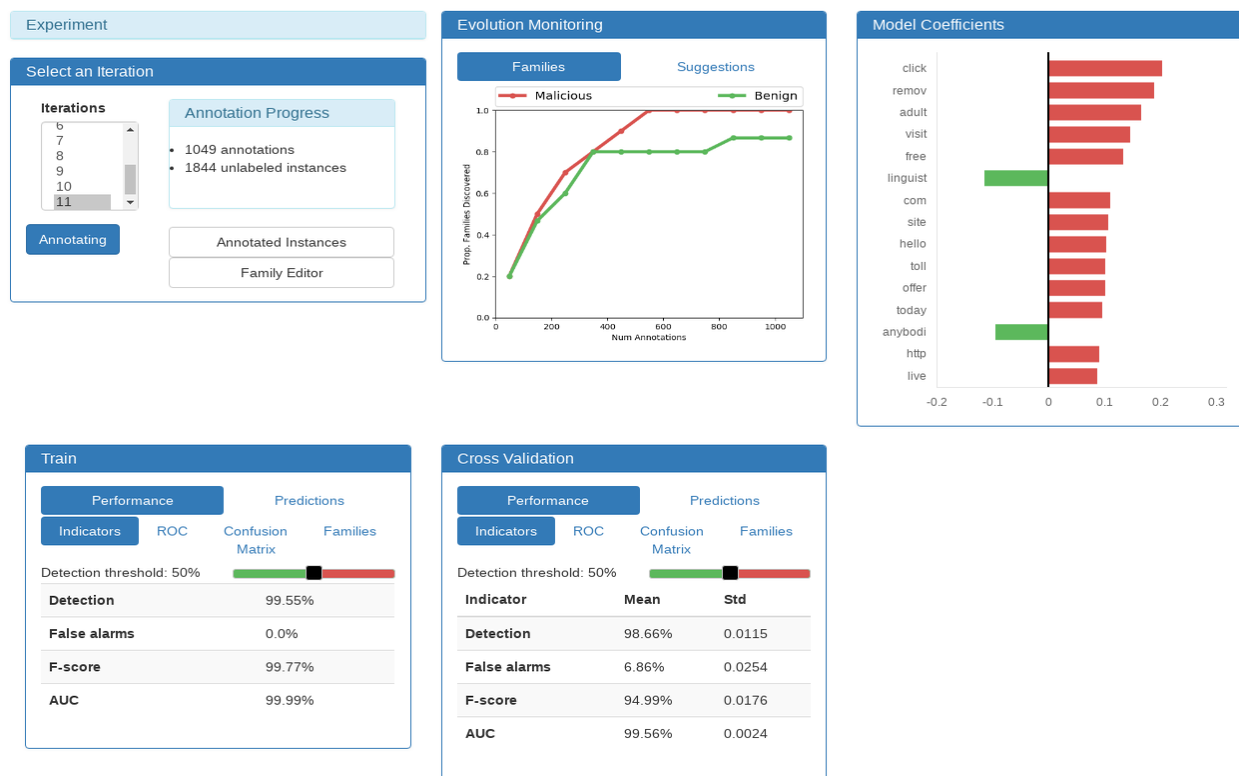 Experiment
Select an Iteration
Iterations
6
7
8
9
10
11
Annotating
Annotation Progress
1049 annotations
1844 unlabeled instances
Annotated Instances
Family Editor
Evolution Monitoring
Families Suggestions
Malicious Benign
1.0
0.8
0.6
0.4
0.2
0.0
Prop. Families Discovered
0 200 400 600 800 1000
Num Annotations
Model Coefficients
click
remov
adult
visit
free
linguist
com
site
hello
toll
offer
today
anybodi
http
live
-0.2 -0.1 0 0.1 0.2 0.3
Train
Performance Predictions
Indicators ROC Confusion Matrix Families
Detection threshold: 50%
Detection 99.55%
False alarms 0.0%
F-score 99.77%
AUC 99.99%
Cross Validation
Performance Predictions
Indicators ROC Confusion Matrix Families
Detection threshold: 50%
Indicator Mean Std
Detection 98.66% 0.0115
False alarms 6.86% 0.0254
F-score 94.99% 0.0176
AUC 99.56% 0.0024